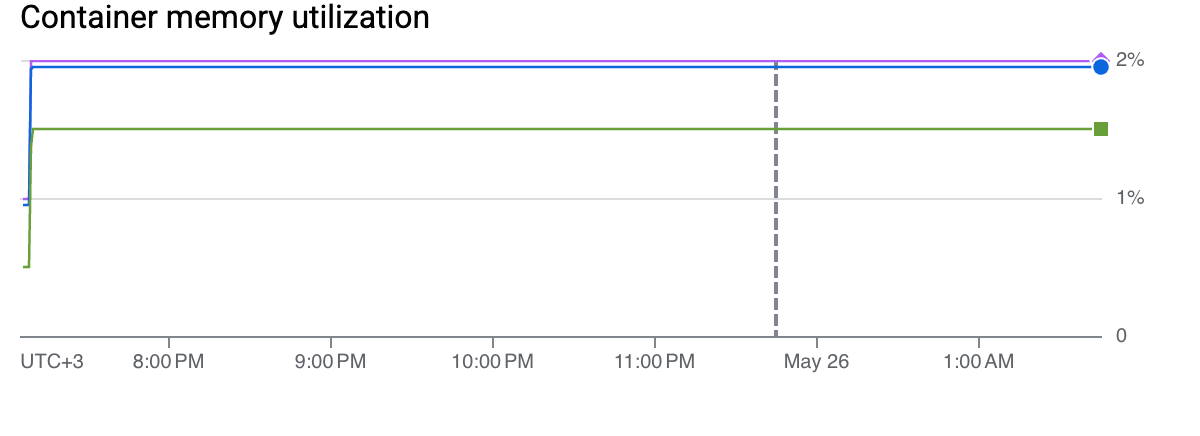 Container memory utilization
2%
1%
0
UTC+3 8:00 PM 9:00 PM 10:00 PM 11:00 PM May 26 1:00 AM